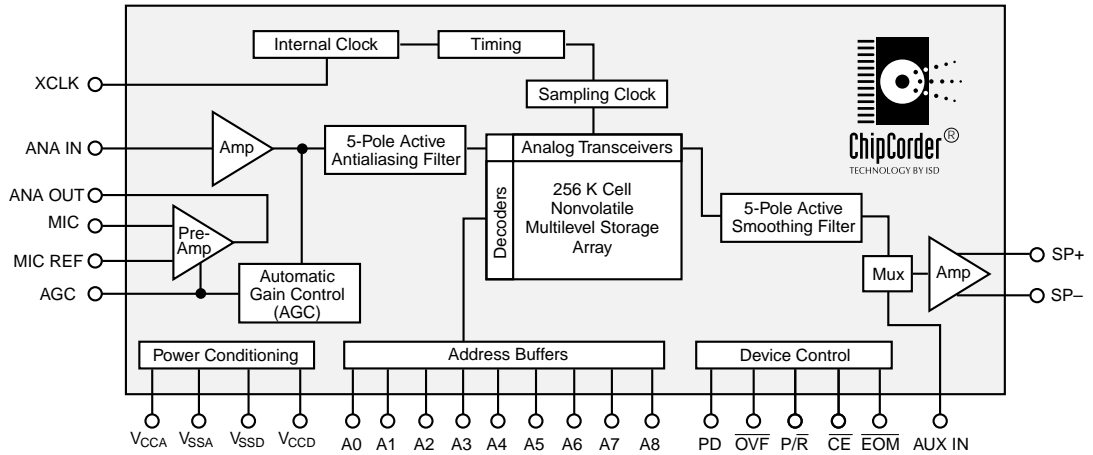 Internal Clock
Timing
XCLK
Sampling Clock
ChipCorder®
TECHNOLOGY BY ISD
ANA IN
Amp
5-Pole Active
Antialiasing Filter
Analog Transceivers
Decoders
256 K Cell
Nonvolatile
Multilevel Storage
Array
5-Pole Active
Smoothing Filter
ANA OUT
MIC
Pre-
Amp
MIC REF
AGC
Automatic
Gain Control
(AGC)
Mux
Amp
SP+
SP–
Power Conditioning
Address Buffers
Device Control
VCCA
VSSA
VSSD
VCCD
A0
A1
A2
A3
A4
A5
A6
A7
A8
PD
O̅V̅F̅
P/R̅
C̅E̅
E̅O̅M̅
AUX IN